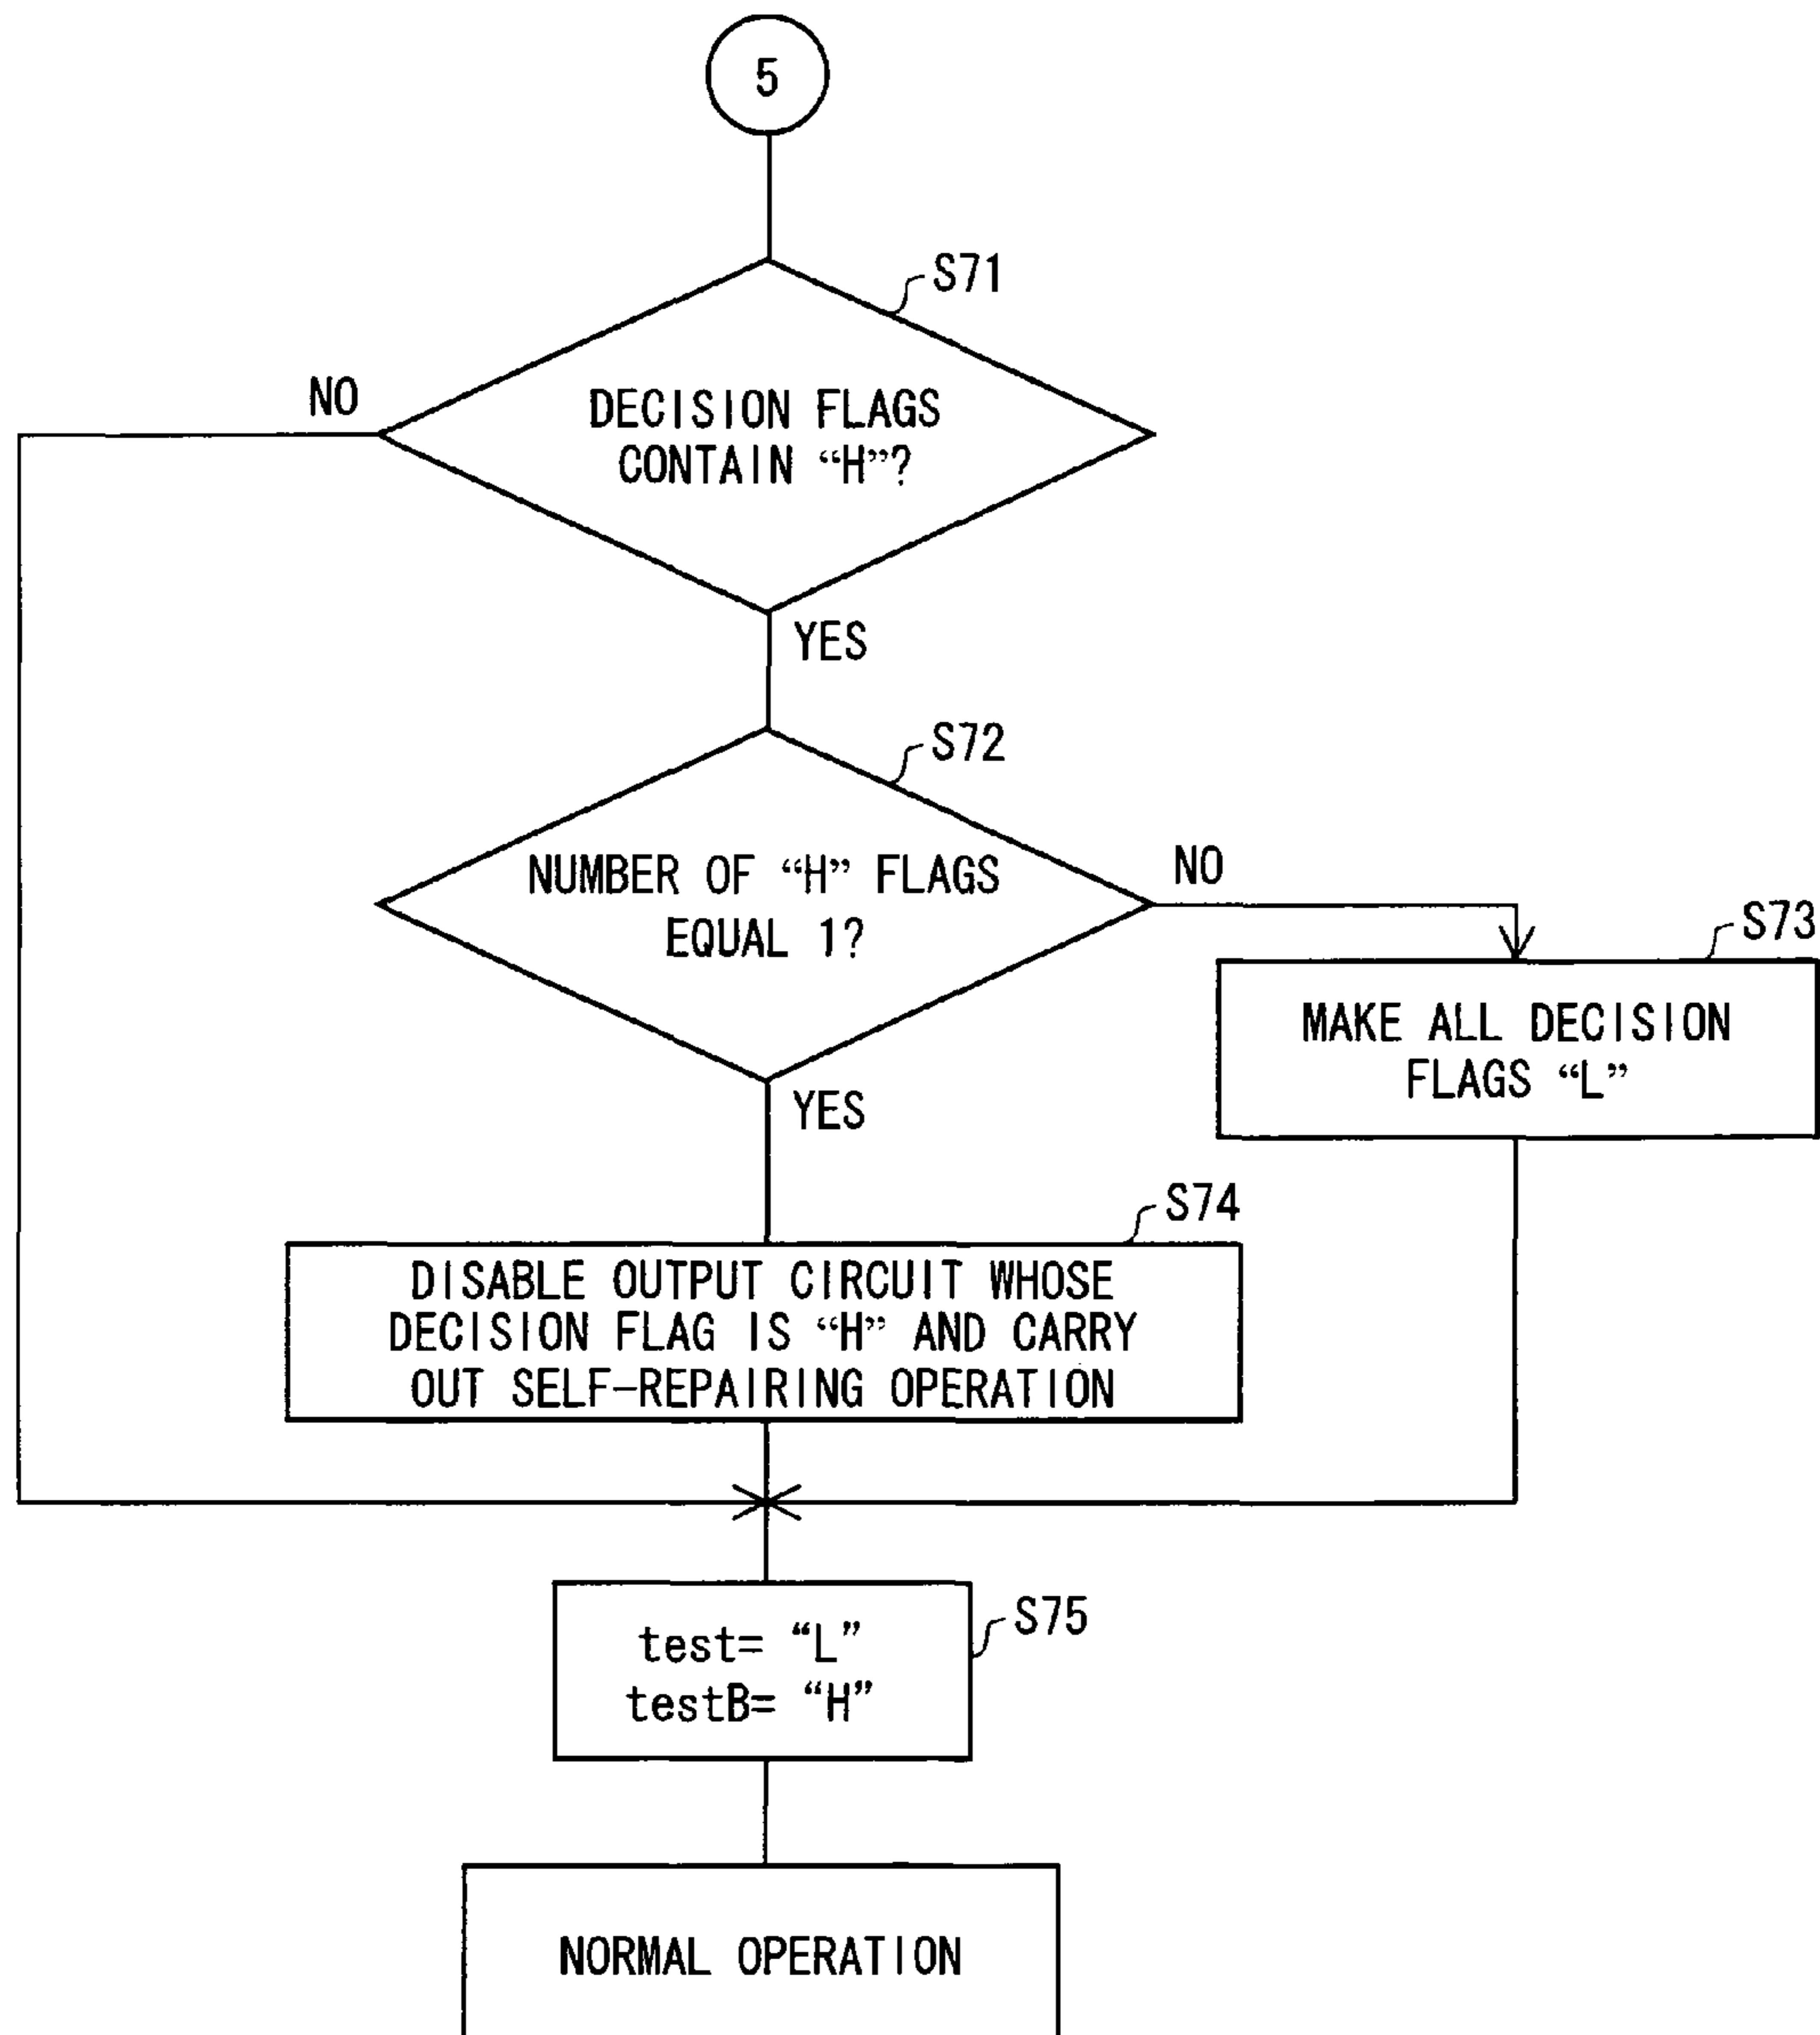 5
S71
NO
DECISION FLAGS
CONTAIN “H”?
YES
S72
NUMBER OF “H” FLAGS
EQUAL 1?
NO
S73
MAKE ALL DECISION
FLAGS “L”
YES
S74
DISABLE OUTPUT CIRCUIT WHOSE
DECISION FLAG IS “H” AND CARRY
OUT SELF-REPAIRING OPERATION
S75
test= “L”
testB= “H”
NORMAL OPERATION